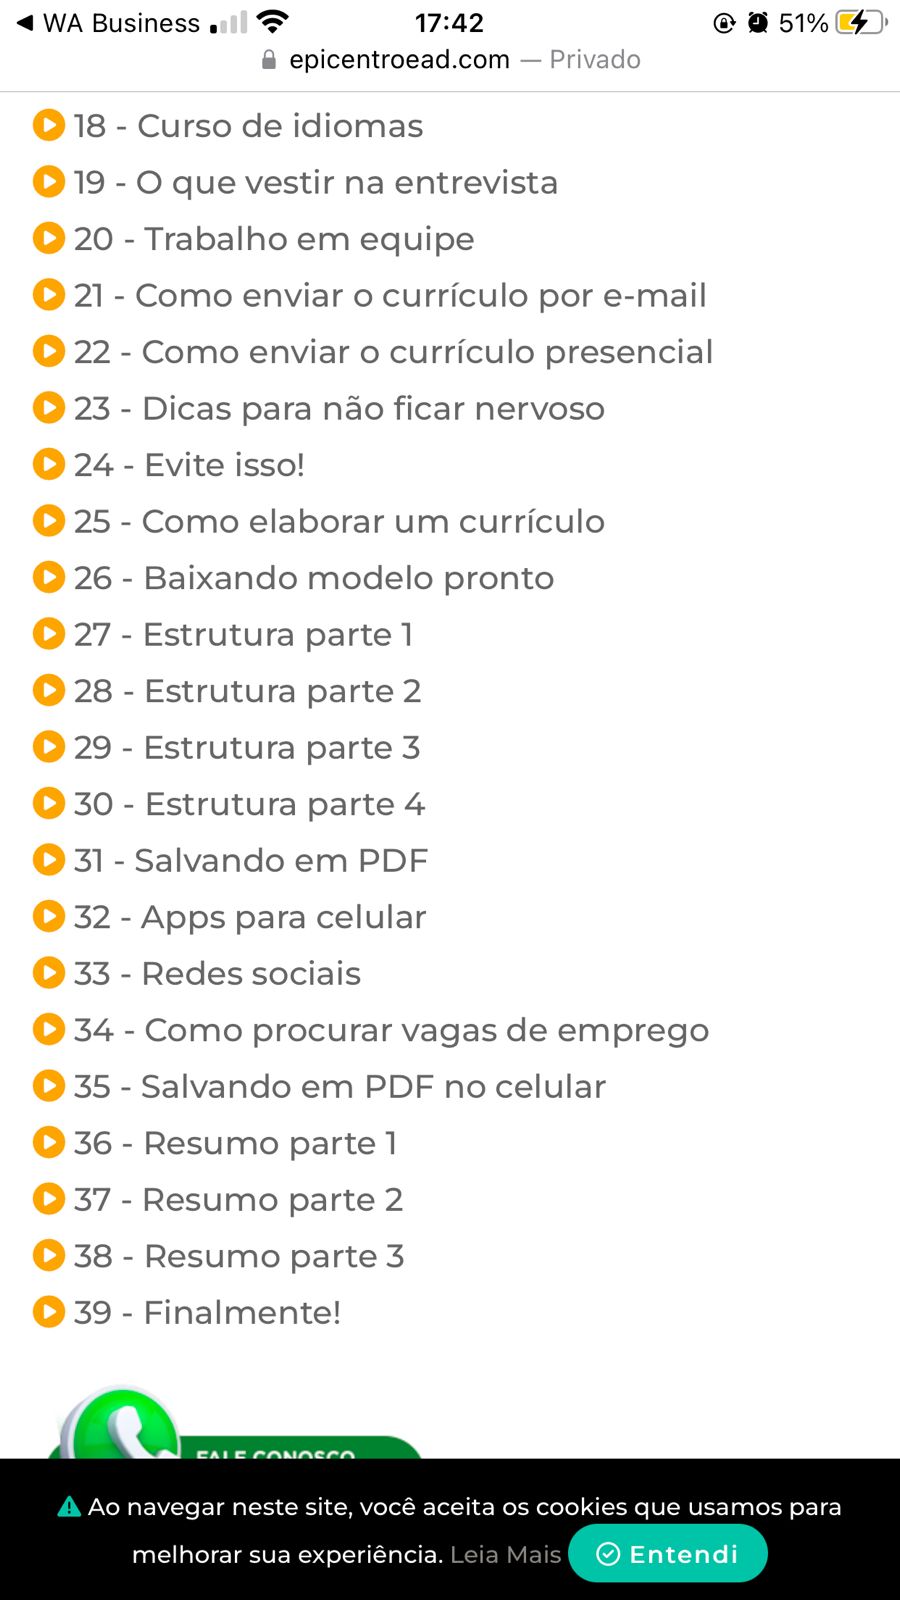 ◀ WA Business 17:42 51%
epicentroead.com — Privado
18 - Curso de idiomas
19 - O que vestir na entrevista
20 - Trabalho em equipe
21 - Como enviar o currículo por e-mail
22 - Como enviar o currículo presencial
23 - Dicas para não ficar nervoso
24 - Evite isso!
25 - Como elaborar um currículo
26 - Baixando modelo pronto
27 - Estrutura parte 1
28 - Estrutura parte 2
29 - Estrutura parte 3
30 - Estrutura parte 4
31 - Salvando em PDF
32 - Apps para celular
33 - Redes sociais
34 - Como procurar vagas de emprego
35 - Salvando em PDF no celular
36 - Resumo parte 1
37 - Resumo parte 2
38 - Resumo parte 3
39 - Finalmente!
FALE CONOSCO
Ao navegar neste site, você aceita os cookies que usamos para
melhorar sua experiência. Leia Mais Entendi